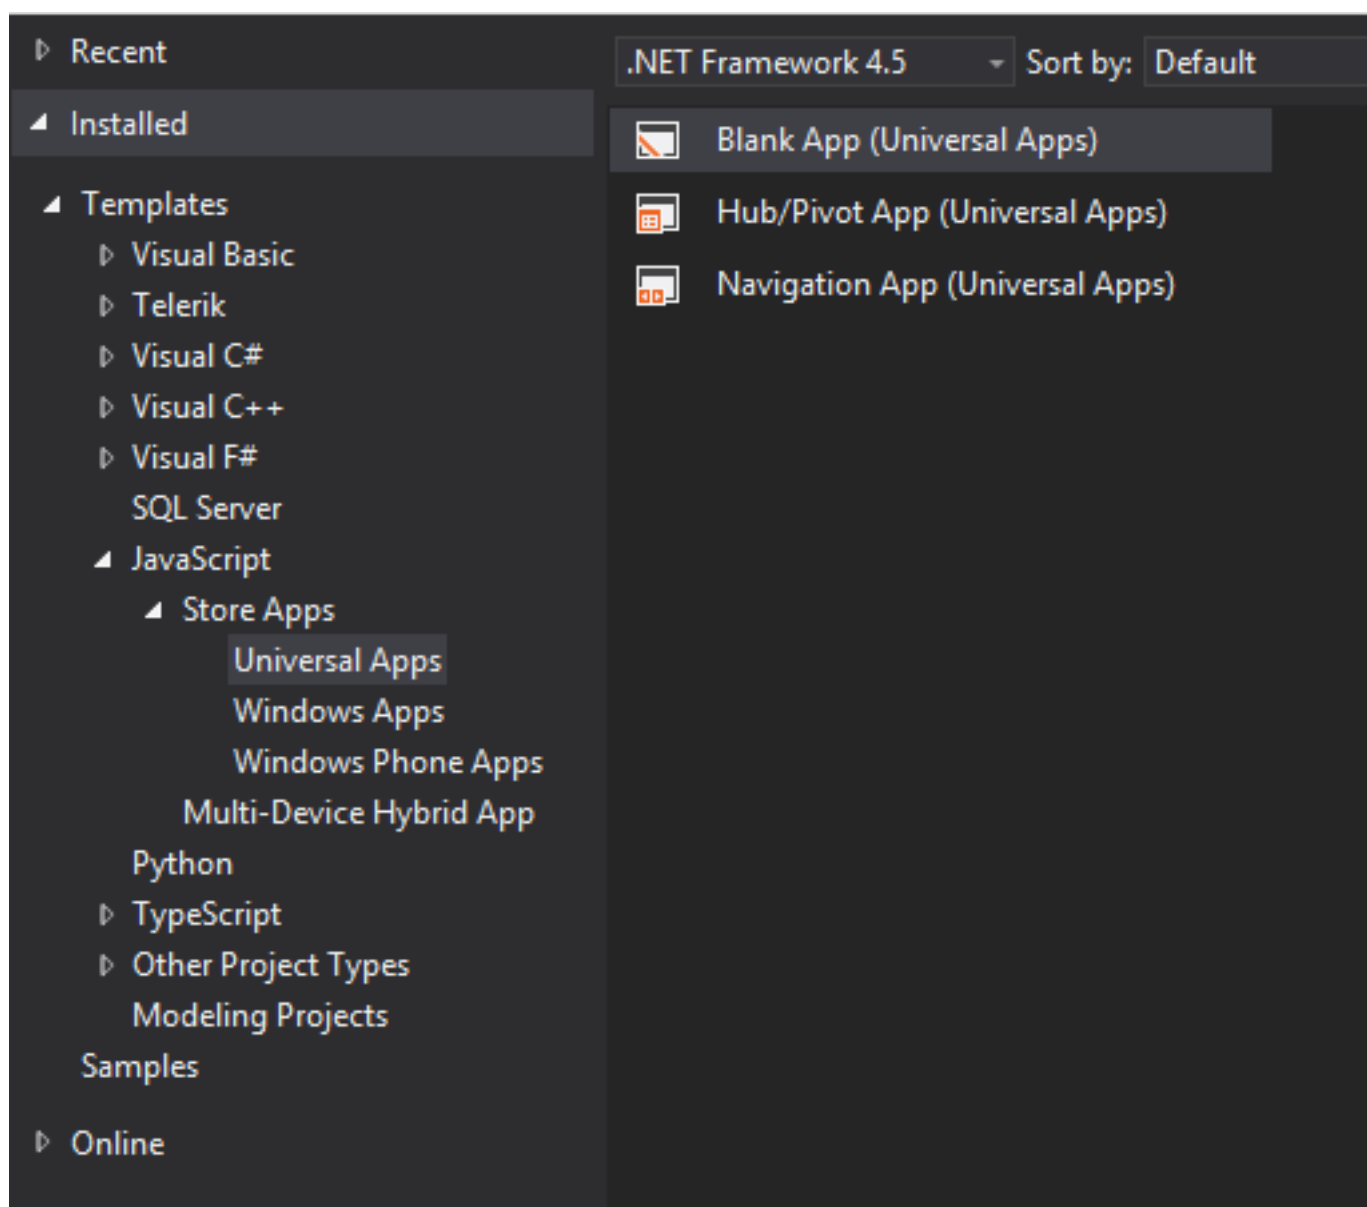 Recent
Installed
Templates
Visual Basic
Telerik
Visual C#
Visual C++
Visual F#
SQL Server
JavaScript
Store Apps
Universal Apps
Windows Apps
Windows Phone Apps
Multi-Device Hybrid App
Python
TypeScript
Other Project Types
Modeling Projects
Samples
Online
.NET Framework 4.5 Sort by: Default
Blank App (Universal Apps)
Hub/Pivot App (Universal Apps)
Navigation App (Universal Apps)